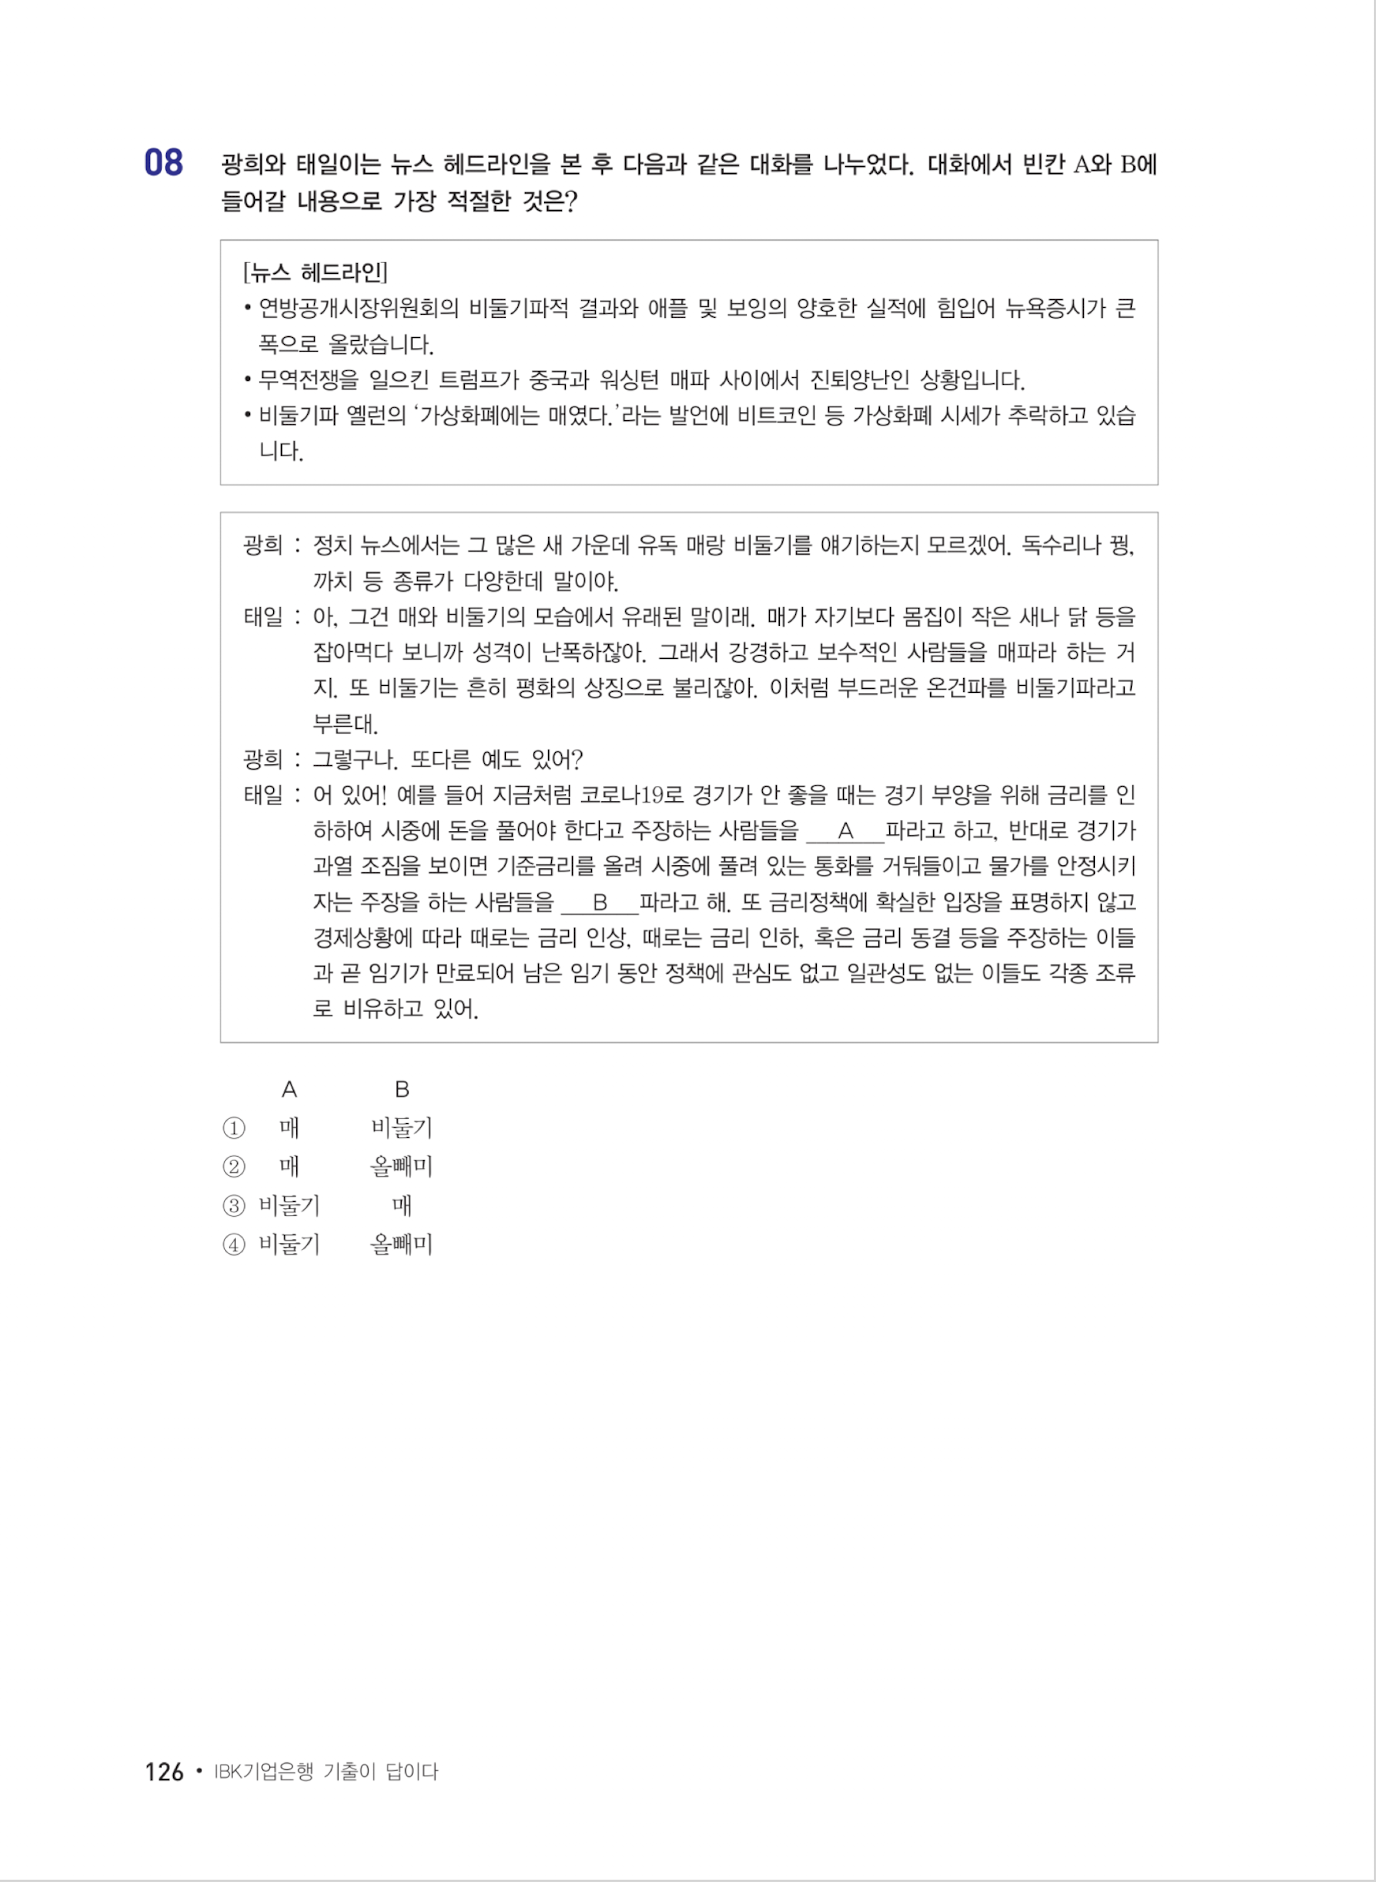 08 광희와 태일이는 뉴스 헤드라인을 본 후 다음과 같은 대화를 나누었다. 대화에서 빈칸 A와 B에
들어갈 내용으로 가장 적절한 것은?
[뉴스 헤드라인]
• 연방공개시장위원회의 비둘기파적 결과와 애플 및 보잉의 양호한 실적에 힘입어 뉴욕증시가 큰
폭으로 올랐습니다.
• 무역전쟁을 일으킨 트럼프가 중국과 워싱턴 매파 사이에서 진퇴양난인 상황입니다.
• 비둘기파 옐런의 ‘가상화폐에는 매였다.’라는 발언에 비트코인 등 가상화폐 시세가 추락하고 있습
니다.
광희 : 정치 뉴스에서는 그 많은 새 가운데 유독 매랑 비둘기를 얘기하는지 모르겠어. 독수리나 꿩,
까치 등 종류가 다양한데 말이야.
태일 : 아, 그건 매와 비둘기의 모습에서 유래된 말이래. 매가 자기보다 몸집이 작은 새나 닭 등을
잡아먹다 보니까 성격이 난폭하잖아. 그래서 강경하고 보수적인 사람들을 매파라 하는 거
지. 또 비둘기는 흔히 평화의 상징으로 불리잖아. 이처럼 부드러운 온건파를 비둘기파라고
부른대.
광희 : 그렇구나. 또다른 예도 있어?
태일 : 어 있어! 예를 들어 지금처럼 코로나19로 경기가 안 좋을 때는 경기 부양을 위해 금리를 인
하하여 시중에 돈을 풀어야 한다고 주장하는 사람들을 A 파라고 하고, 반대로 경기가
과열 조짐을 보이면 기준금리를 올려 시중에 풀려 있는 통화를 거둬들이고 물가를 안정시키
자는 주장을 하는 사람들을 B 파라고 해. 또 금리정책에 확실한 입장을 표명하지 않고
경제상황에 따라 때로는 금리 인상, 때로는 금리 인하, 혹은 금리 동결 등을 주장하는 이들
과 곧 임기가 만료되어 남은 임기 동안 정책에 관심도 없고 일관성도 없는 이들도 각종 조류
로 비유하고 있어.
A B
① 매 비둘기
② 매 올빼미
③ 비둘기 매
④ 비둘기 올빼미
126 • IBK기업은행 기출이 답이다